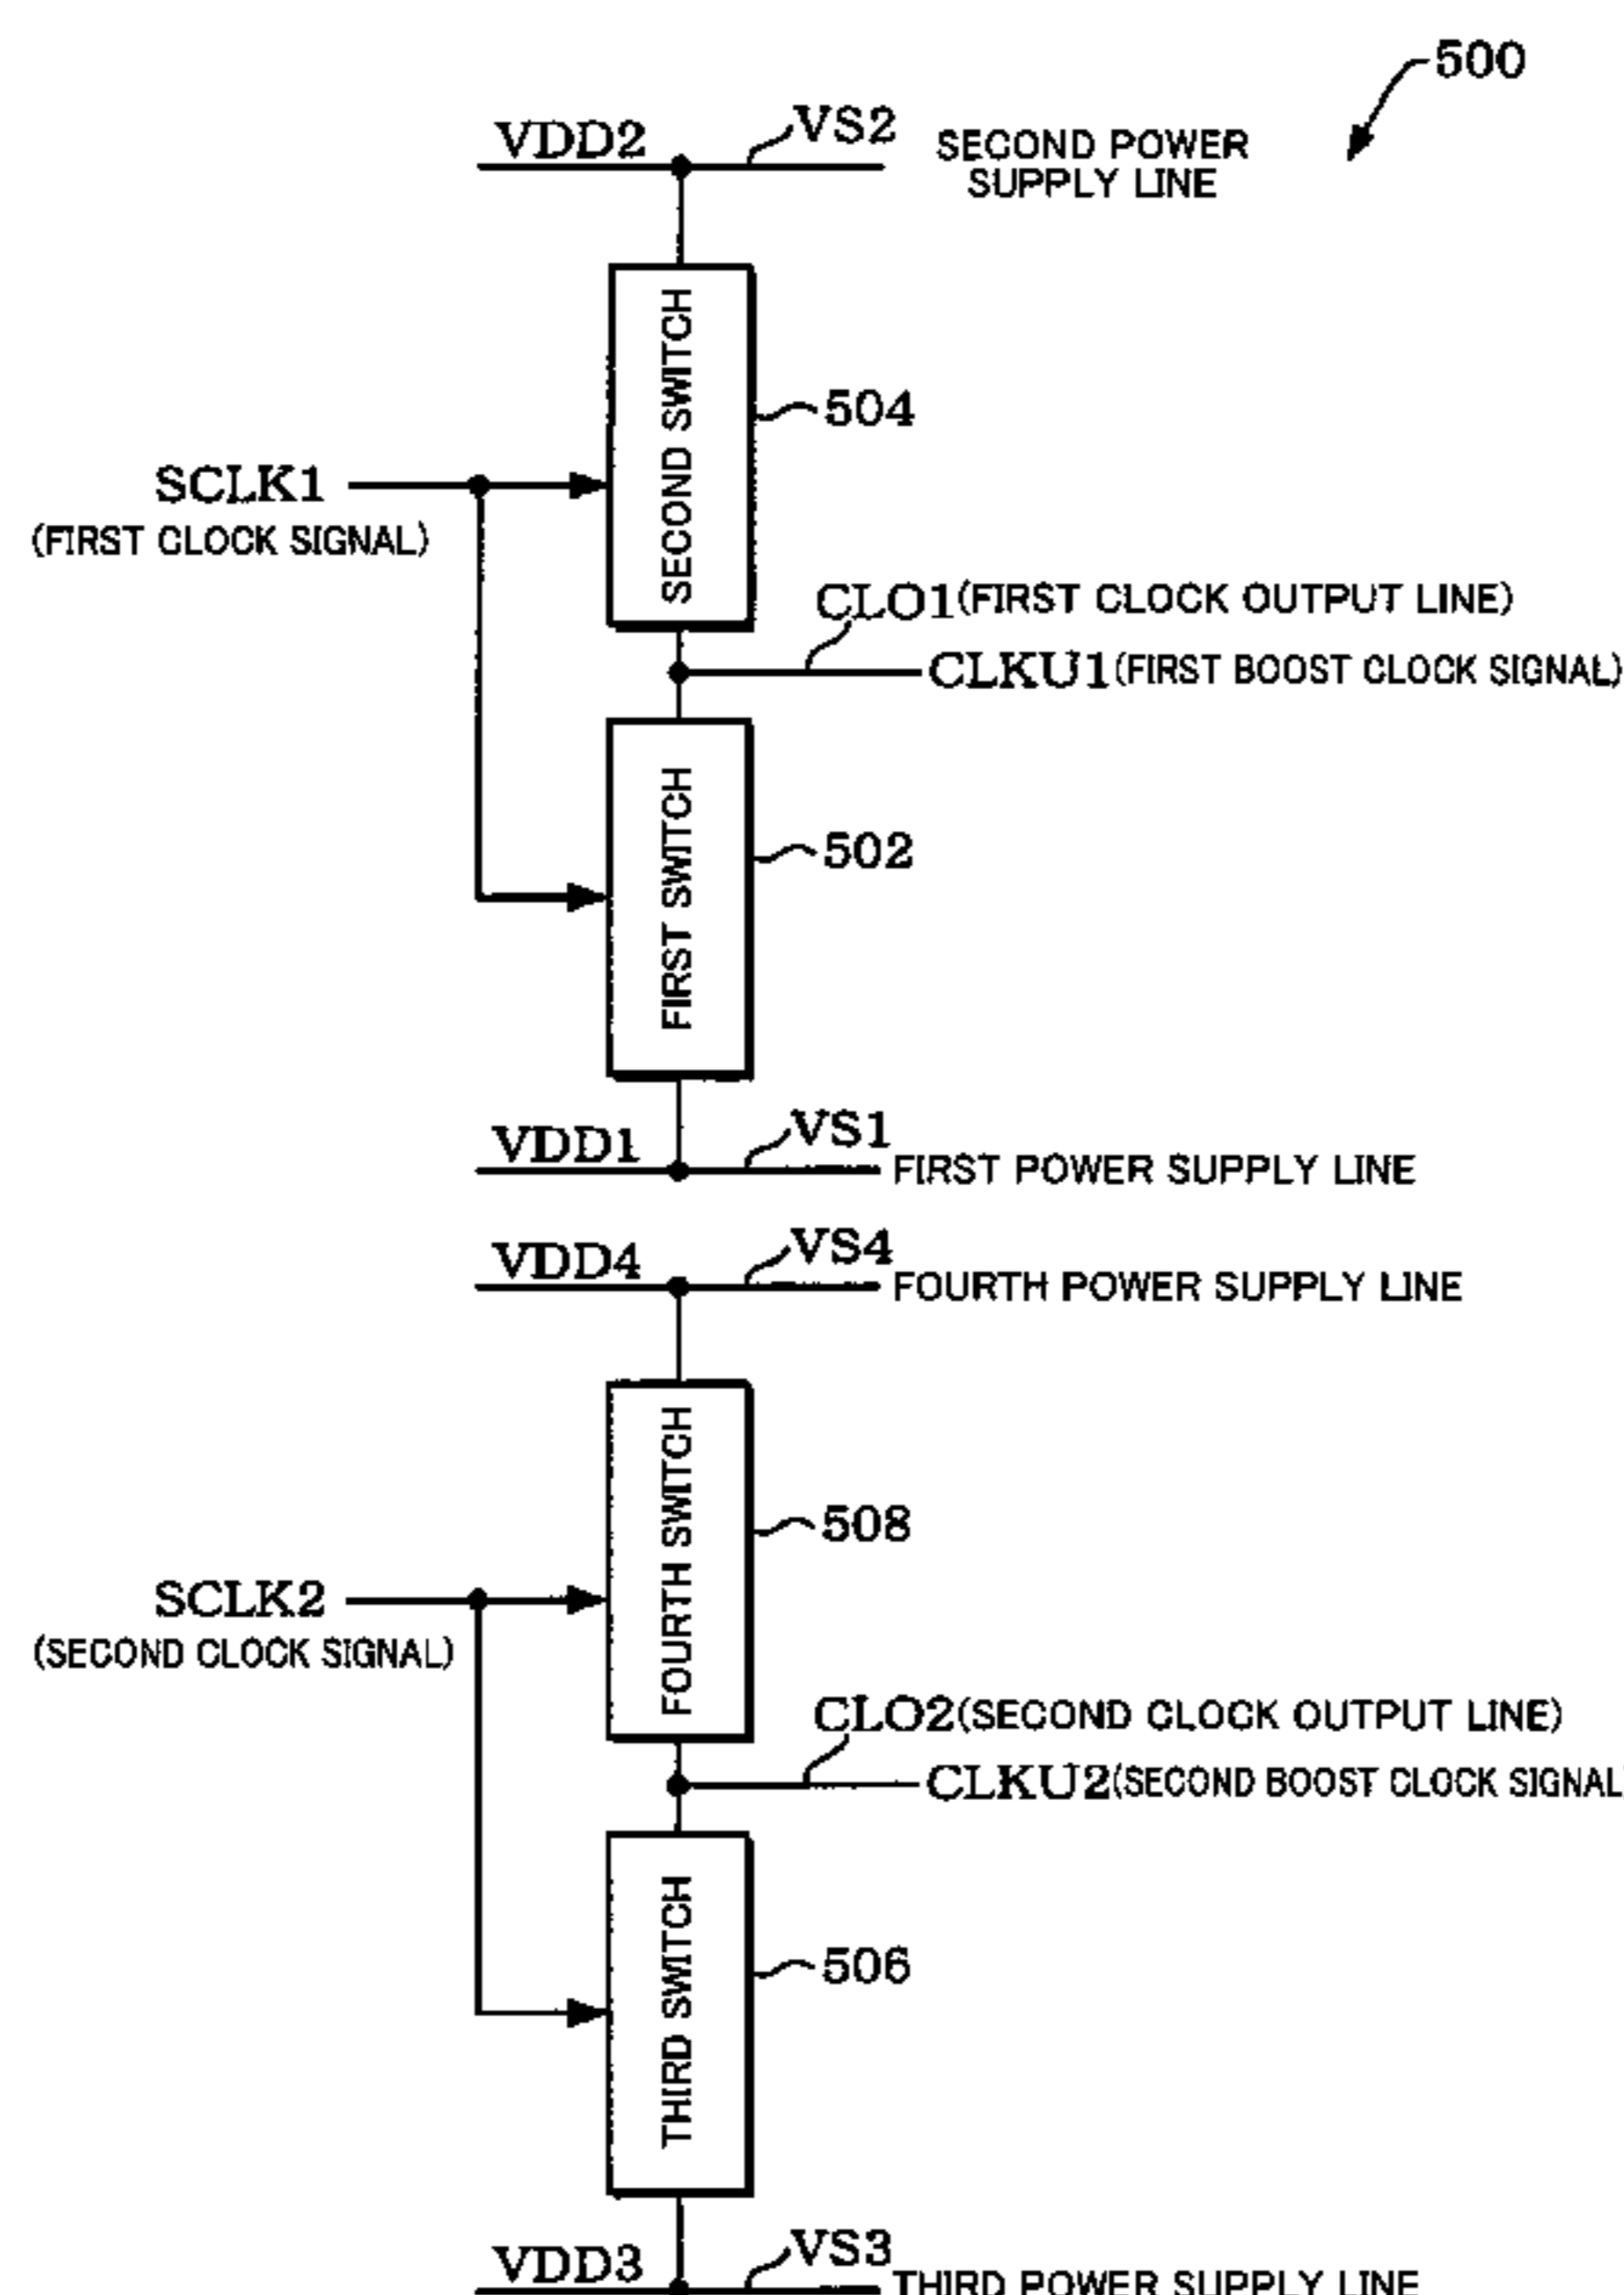 500
VDD2
VS2
SECOND POWER
SUPPLY LINE
SECOND SWITCH
504
SCLK1
(FIRST CLOCK SIGNAL)
CLO1(FIRST CLOCK OUTPUT LINE)
CLKU1(FIRST BOOST CLOCK SIGNAL)
FIRST SWITCH
502
VDD1
VS1
FIRST POWER SUPPLY LINE
VDD4
VS4
FOURTH POWER SUPPLY LINE
FOURTH SWITCH
508
SCLK2
(SECOND CLOCK SIGNAL)
CLO2(SECOND CLOCK OUTPUT LINE)
CLKU2(SECOND BOOST CLOCK SIGNAL
THIRD SWITCH
506
VDD3
VS3
THIRD POWER SUPPLY LINE